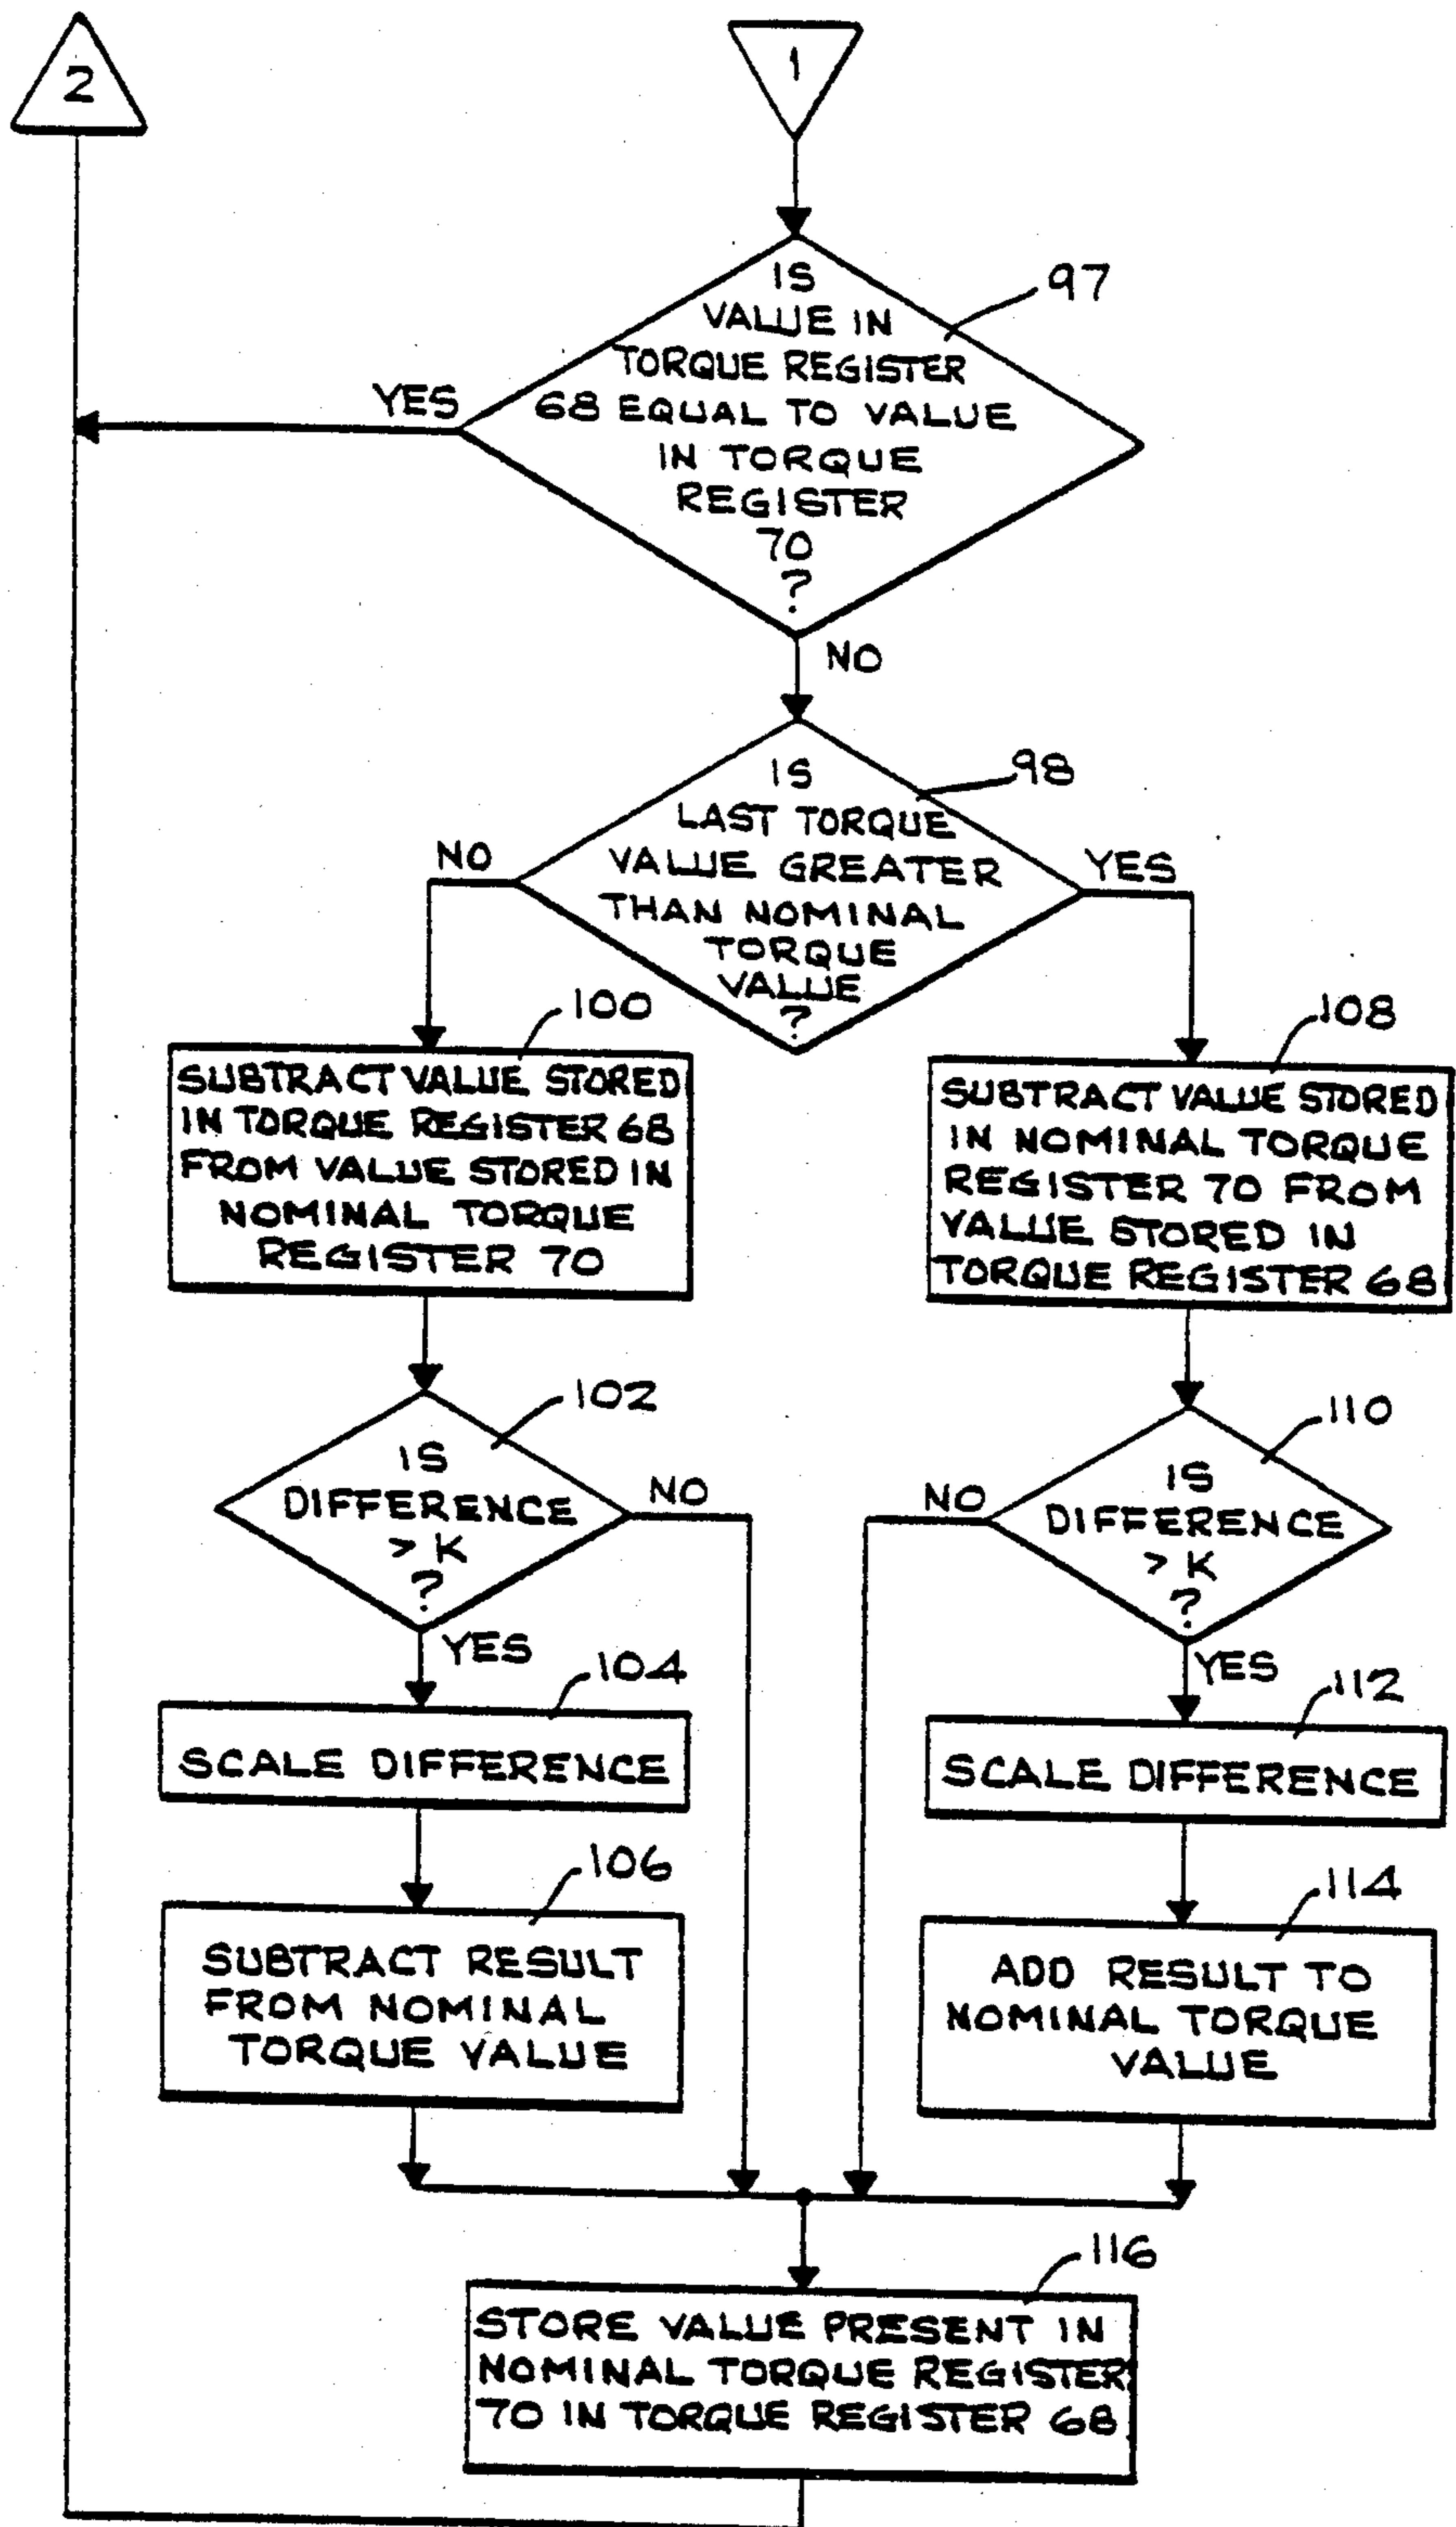 2
1
IS
VALUE IN
TORQUE REGISTER
68 EQUAL TO VALUE
IN TORQUE
REGISTER
70
?
97
YES
NO
IS
LAST TORQUE
VALUE GREATER
THAN NOMINAL
TORQUE
VALUE
?
98
NO
YES
100
SUBTRACT VALUE STORED
IN TORQUE REGISTER 68
FROM VALUE STORED IN
NOMINAL TORQUE
REGISTER 70
108
SUBTRACT VALUE STORED
IN NOMINAL TORQUE
REGISTER 70 FROM
VALUE STORED IN
TORQUE REGISTER 68
102
IS
DIFFERENCE
> K
?
NO
YES
110
IS
DIFFERENCE
> K
?
NO
YES
104
SCALE DIFFERENCE
112
SCALE DIFFERENCE
106
SUBTRACT RESULT
FROM NOMINAL
TORQUE VALUE
114
ADD RESULT TO
NOMINAL TORQUE
VALUE
116
STORE VALUE PRESENT IN
NOMINAL TORQUE REGISTER
70 IN TORQUE REGISTER 68